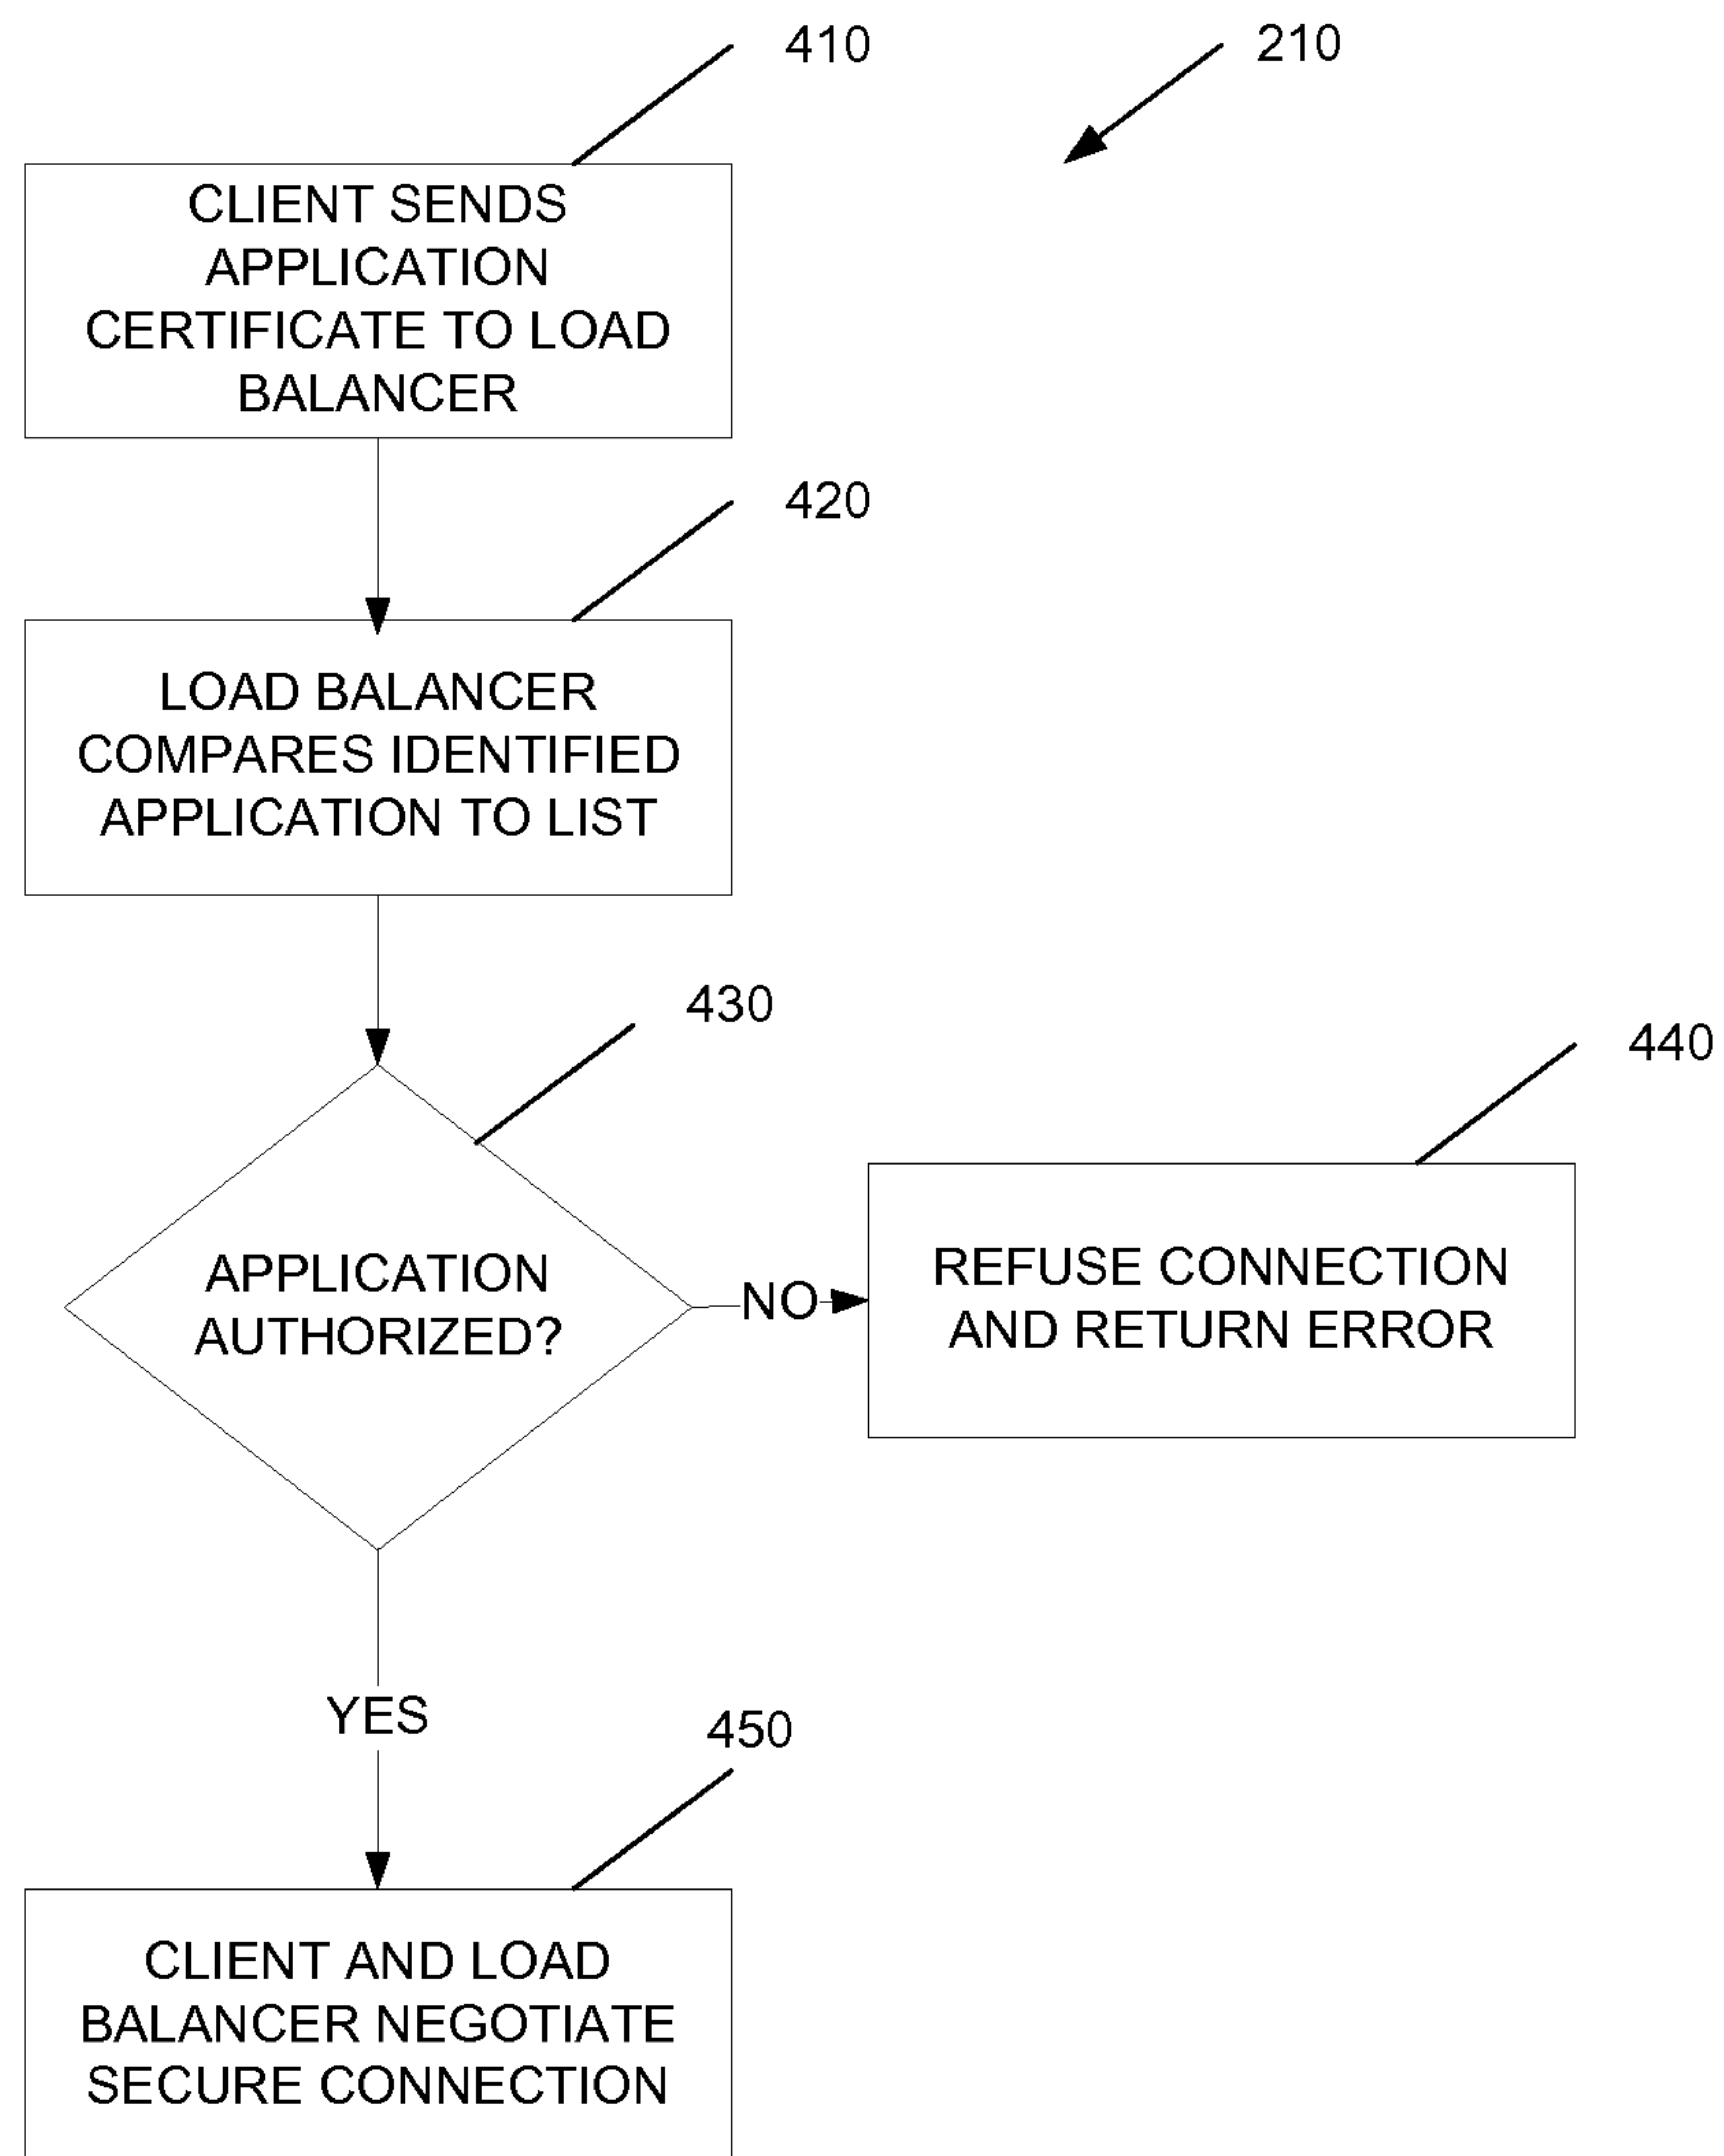 410
210
CLIENT SENDS
APPLICATION
CERTIFICATE TO LOAD
BALANCER
420
LOAD BALANCER
COMPARES IDENTIFIED
APPLICATION TO LIST
430
440
APPLICATION
AUTHORIZED?
NO
REFUSE CONNECTION
AND RETURN ERROR
YES
450
CLIENT AND LOAD
BALANCER NEGOTIATE
SECURE CONNECTION